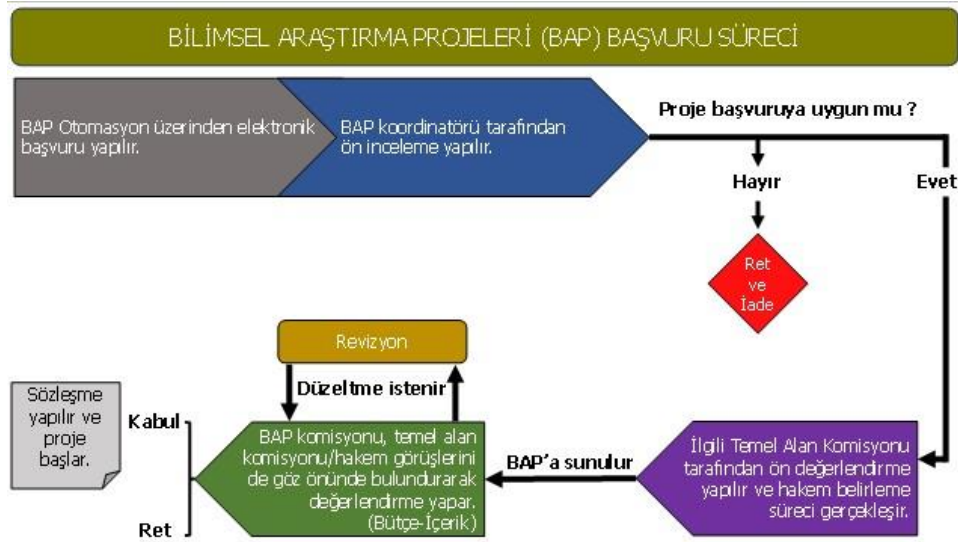 BİLİMSEL ARAŞTIRMA PROJELERİ (BAP) BAŞVURU SÜRECİ
BAP Otomasyon üzerinden elektronik
başvuru yapılır.
BAP koordinatörü tarafından
ön inceleme yapılır.
Proje başvuruya uygun mu ?
Hayır
Evet
Ret
ve
İade
Revizyon
Düzeltme istenir
İlgili Temel Alan Komisyonu
tarafından ön değerlendirme
yapılır ve hakem belirleme
süreci gerçekleşir.
BAP'a sunulur
BAP komisyonu, temel alan
komisyonu/hakem görüşlerini
de göz önünde bulundurarak
değerlendirme yapar.
(Bütçe-İçerik)
Kabul
Ret
Sözleşme
yapılır ve
proje
başlar.